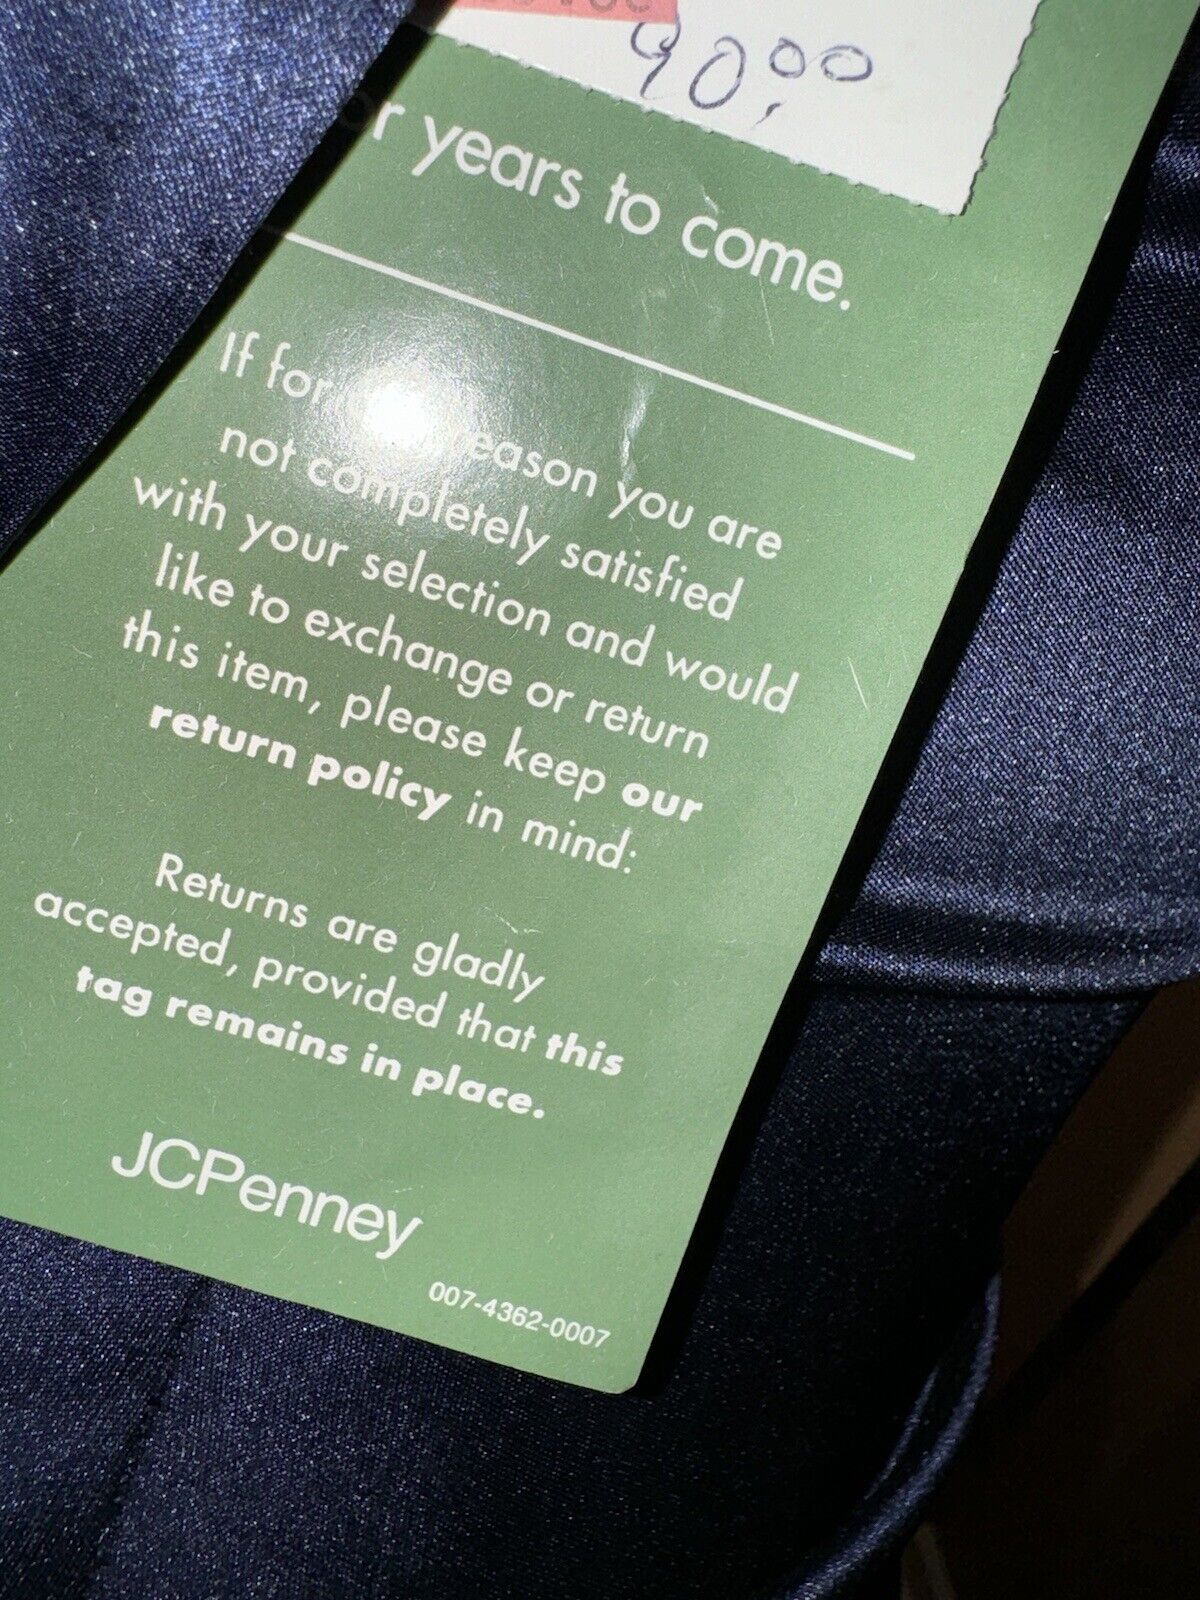 90.00
years to come.
If for reason you are
not completely satisfied
with your selection and would
like to exchange or return
this item, please keep our
return policy in mind:
Returns are gladly
accepted, provided that this
tag remains in place.
JCPenney
007-4362-0007